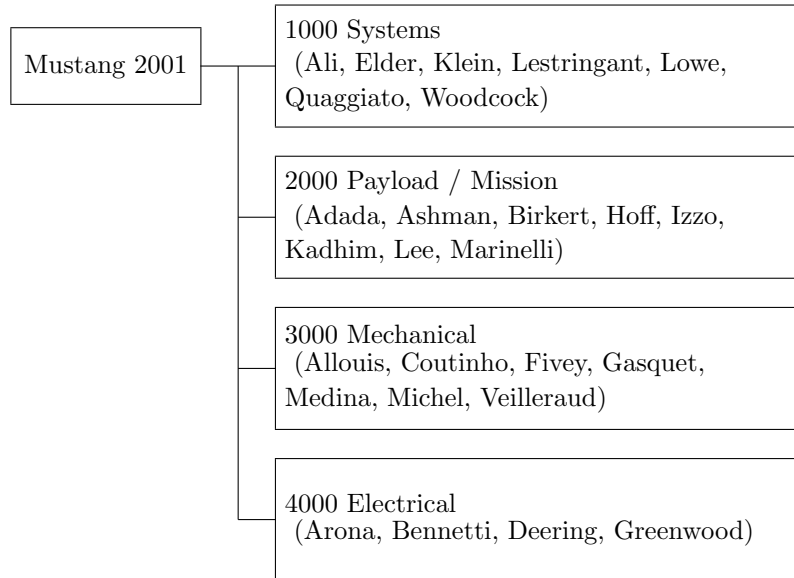 Mustang 2001
1000 Systems
(Ali, Elder, Klein, Lestringant, Lowe,
Quaggiato, Woodcock)
2000 Payload / Mission
(Adada, Ashman, Birkert, Hoff, Izzo,
Kadhim, Lee, Marinelli)
3000 Mechanical
(Allouis, Coutinho, Fivey, Gasquet,
Medina, Michel, Veilleraud)
4000 Electrical
(Arona, Bennetti, Deering, Greenwood)